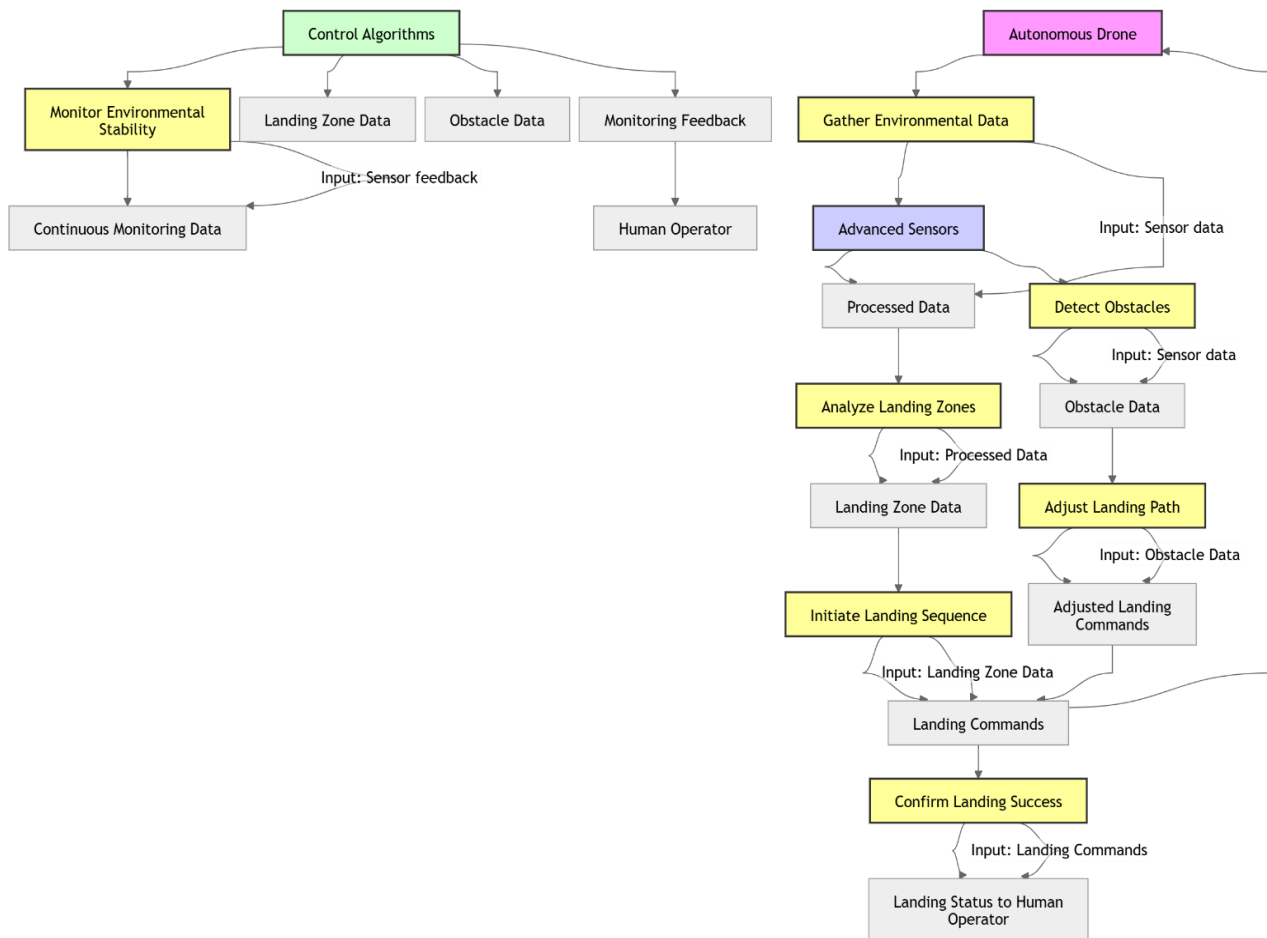 Control Algorithms
Autonomous Drone
Monitor Environmental
Stability
Landing Zone Data
Obstacle Data
Monitoring Feedback
Gather Environmental Data
Input: Sensor feedback
Continuous Monitoring Data
Human Operator
Advanced Sensors
Input: Sensor data
Processed Data
Detect Obstacles
Input: Sensor data
Analyze Landing Zones
Obstacle Data
Input: Processed Data
Landing Zone Data
Adjust Landing Path
Input: Obstacle Data
Initiate Landing Sequence
Adjusted Landing
Commands
Input: Landing Zone Data
Landing Commands
Confirm Landing Success
Input: Landing Commands
Landing Status to Human
Operator